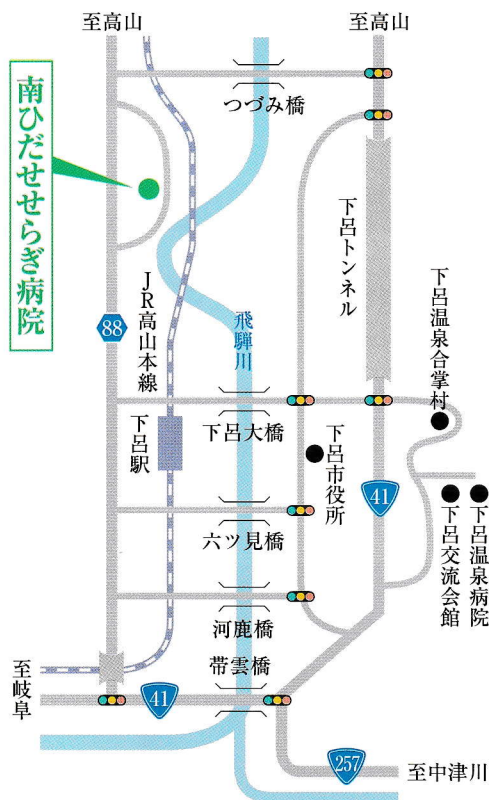 至高山
至高山
つづみ橋
南ひだせせらぎ病院
下呂トンネル
下呂温泉合掌村
JR高山本線
飛騨川
88
下呂大橋
下呂駅
下呂市役所
41
六ツ見橋
下呂温泉病院
下呂交流会館
河鹿橋
帯雲橋
至岐阜
41
257
至中津川